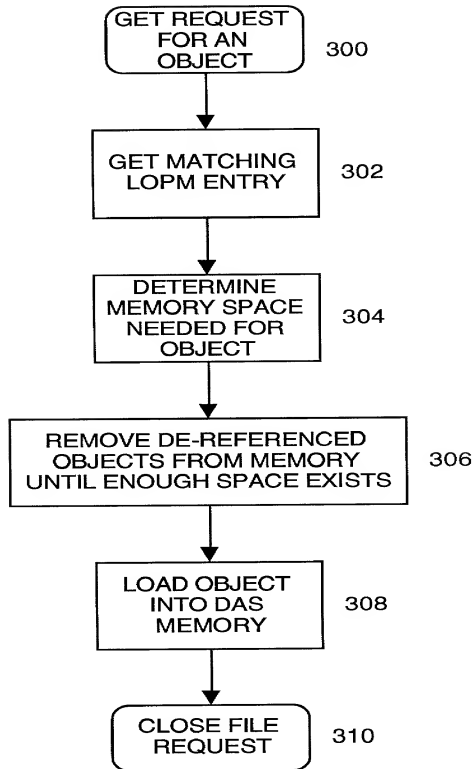 GET REQUEST
FOR AN
OBJECT
300
GET MATCHING
LOPM ENTRY
302
DETERMINE
MEMORY SPACE
NEEDED FOR
OBJECT
304
REMOVE DE-REFERENCED
OBJECTS FROM MEMORY
UNTIL ENOUGH SPACE EXISTS
306
LOAD OBJECT
INTO DAS
MEMORY
308
CLOSE FILE
REQUEST
310